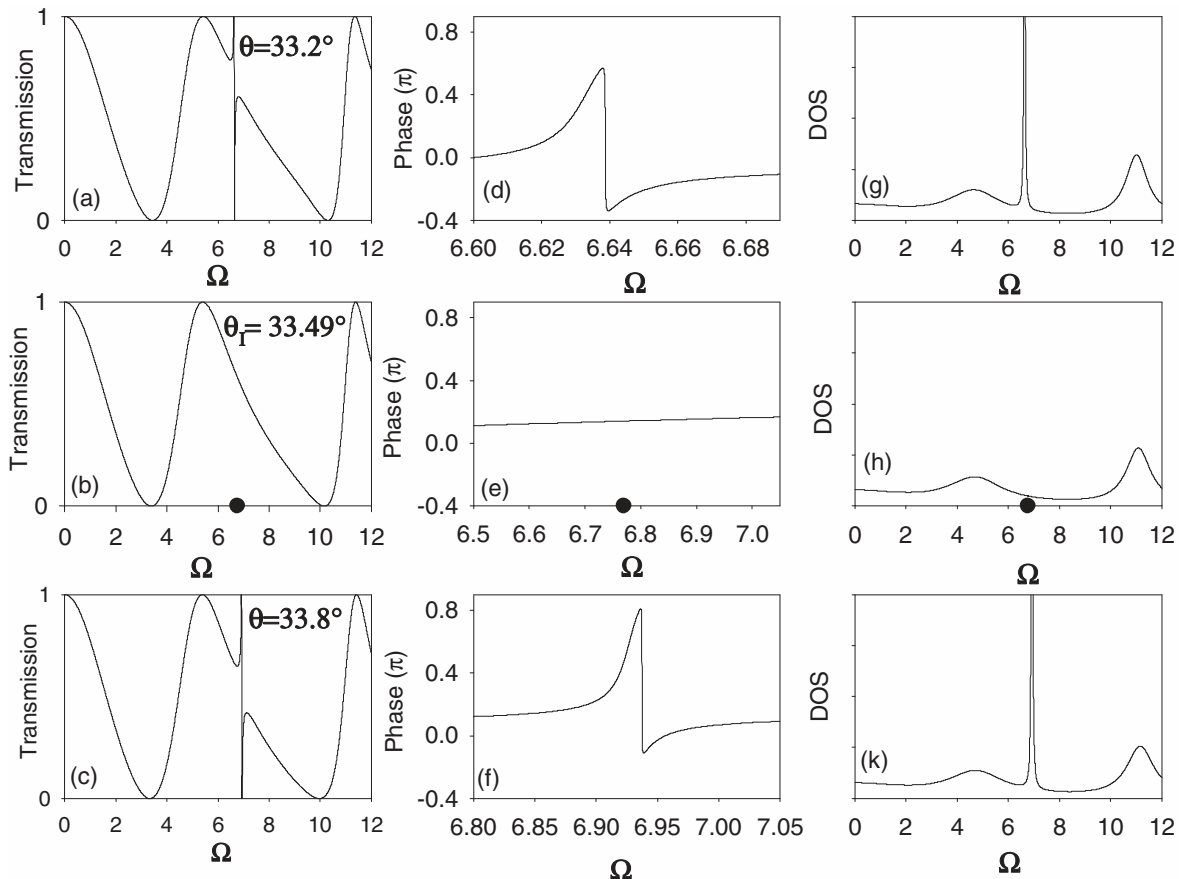 Transmission
1
0
(a)
θ=33.2°
0 2 4 6 8 10 12
Ω
Phase (π)
0.8
0.4
0.0
-0.4
(d)
6.60 6.62 6.64 6.66 6.68
Ω
DOS
(g)
0 2 4 6 8 10 12
Ω
Transmission
1
0
(b)
θI= 33.49°
0 2 4 6 8 10 12
Ω
Phase (π)
0.8
0.4
0.0
-0.4
(e)
6.5 6.6 6.7 6.8 6.9 7.0
Ω
DOS
(h)
0 2 4 6 8 10 12
Ω
Transmission
1
0
(c)
θ=33.8°
0 2 4 6 8 10 12
Ω
Phase (π)
0.8
0.4
0.0
-0.4
(f)
6.80 6.85 6.90 6.95 7.00 7.05
Ω
DOS
(k)
0 2 4 6 8 10 12
Ω